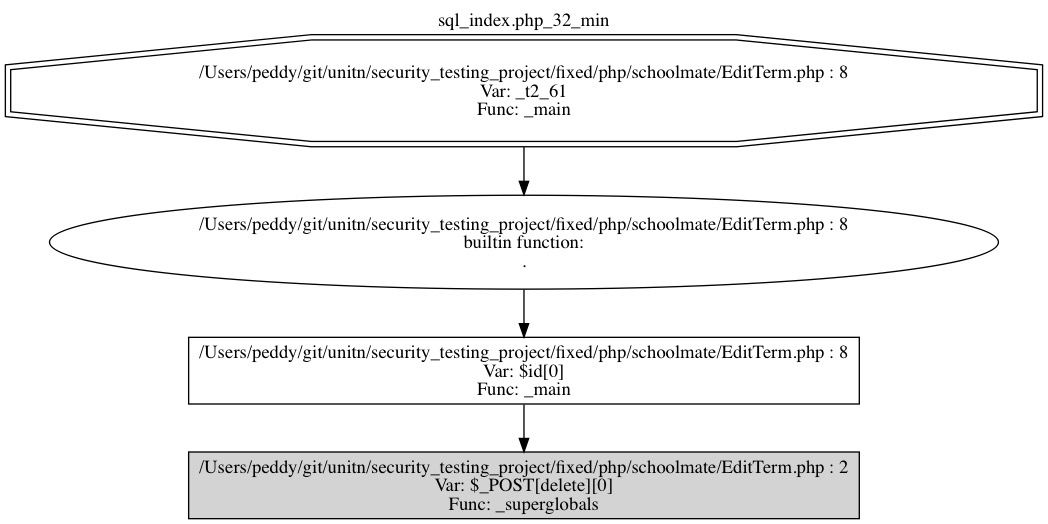 sql_index.php_32_min
/Users/peddy/git/unitn/security_testing_project/fixed/php/schoolmate/EditTerm.php : 8
Var: _t2_61
Func: _main
/Users/peddy/git/unitn/security_testing_project/fixed/php/schoolmate/EditTerm.php : 8
builtin function:
.
/Users/peddy/git/unitn/security_testing_project/fixed/php/schoolmate/EditTerm.php : 8
Var: $id[0]
Func: _main
/Users/peddy/git/unitn/security_testing_project/fixed/php/schoolmate/EditTerm.php : 2
Var: $_POST[delete][0]
Func: _superglobals